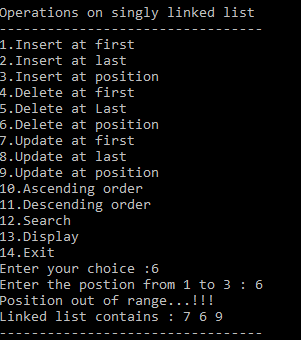 Operations on singly linked list
---------------------------------
1.Insert at first
2.Insert at last
3.Insert at position
4.Delete at first
5.Delete at Last
6.Delete at position
7.Update at first
8.Update at last
9.Update at position
10.Ascending order
11.Descending order
12.Search
13.Display
14.Exit
Enter your choice :6
Enter the postion from 1 to 3 : 6
Position out of range...!!!
Linked list contains : 7 6 9
---------------------------------